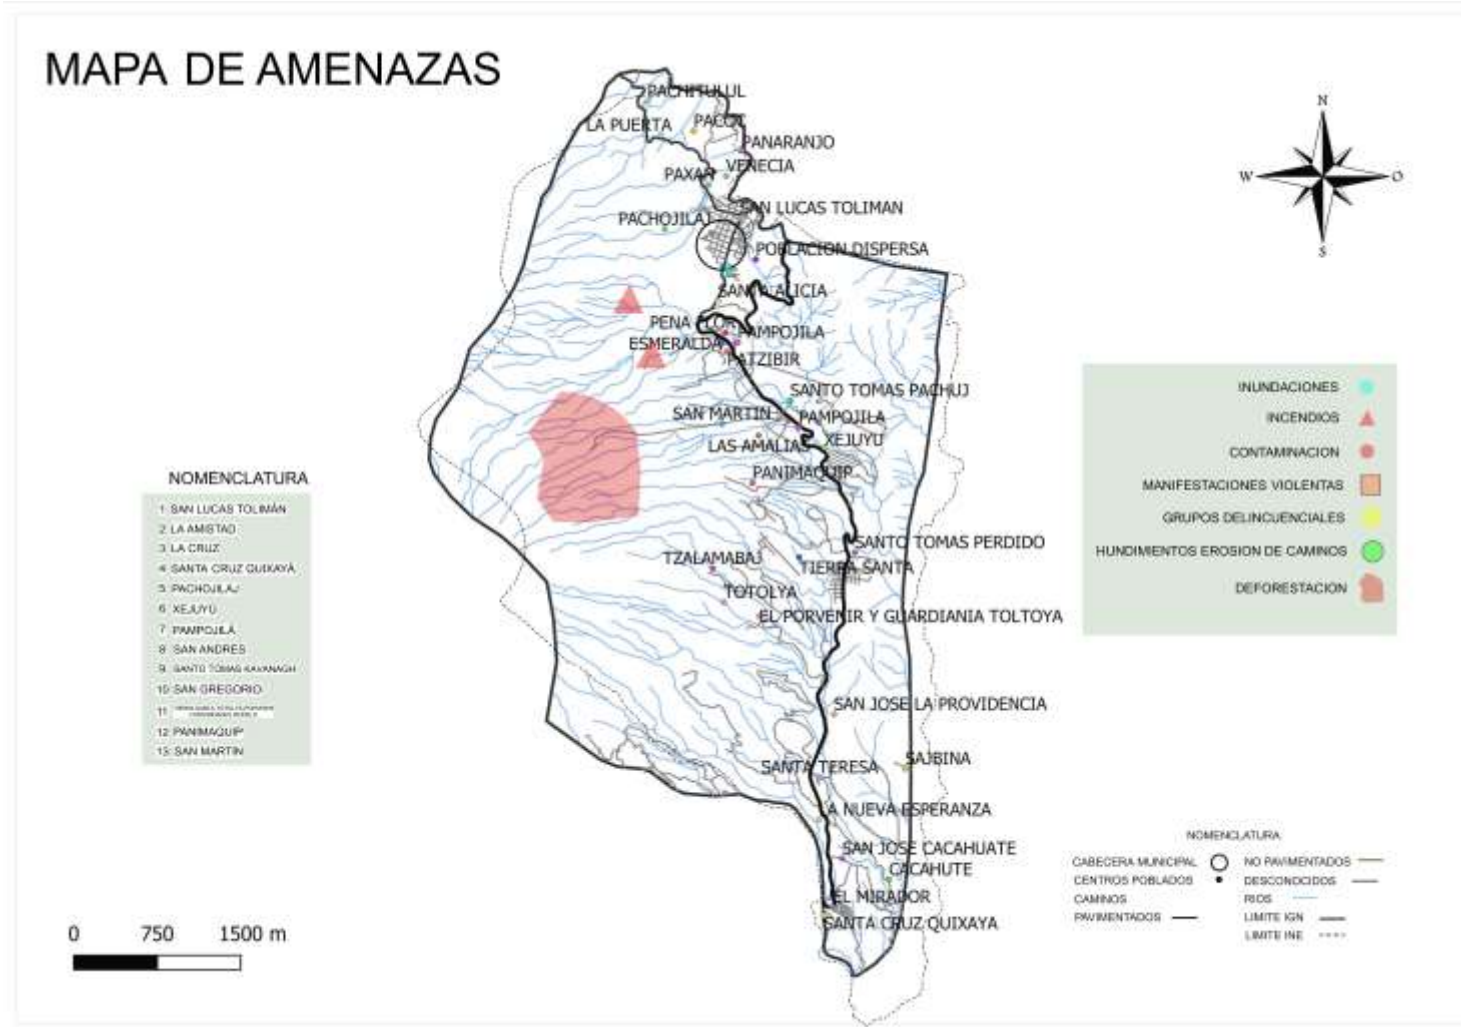 MAPA DE AMENAZAS
N
W
O
S
PACHITULUL
LA PUERTA
PACOC
PANARANJO
VENECIA
PAXAN
SAN LUCAS TOLIMAN
PACHOJILAJ
POBLACION DISPERSA
SANTA ALICIA
PENA FLOR
PAMPOJILA
ESMERALDA
PATZIBIR
SANTO TOMAS PACHUJ
SAN MARTIN
PAMPOJILA
LAS AMALIAS
XEJUYU
PANIMAQUIP
SANTO TOMAS PERDIDO
TZALAMABAJ
TIERRA SANTA
TOTOLYA
EL PORVENIR Y GUARDIANIA TOLTOYA
SAN JOSE LA PROVIDENCIA
SANTA TERESA
SAJBINA
A NUEVA ESPERANZA
SAN JOSE CACAHUATE
CACAHUTE
EL MIRADOR
SANTA CRUZ QUIXAYA
INUNDACIONES
INCENDIOS
CONTAMINACION
MANIFESTACIONES VIOLENTAS
GRUPOS DELINCUENCIALES
HUNDIMIENTOS EROSION DE CAMINOS
DEFORESTACION
NOMENCLATURA
1 SAN LUCAS TOLIMÁN
2 LA AMISTAD
3 LA CRUZ
4 SANTA CRUZ QUIXAYÁ
5 PACHOJILAJ
6 XEJUYÚ
7 PAMPOJILÁ
8 SAN ANDRES
9 SANTO TOMAS KAVANAGH
10 SAN GREGORIO
11
12 PANIMAQUIP
13 SAN MARTÍN
NOMENCLATURA
CABECERA MUNICIPAL
CENTROS POBLADOS
CAMINOS
PAVIMENTADOS
NO PAVIMENTADOS
DESCONOCIDOS
RIOS
LIMITE IGN
LIMITE INE
0 750 1500 m